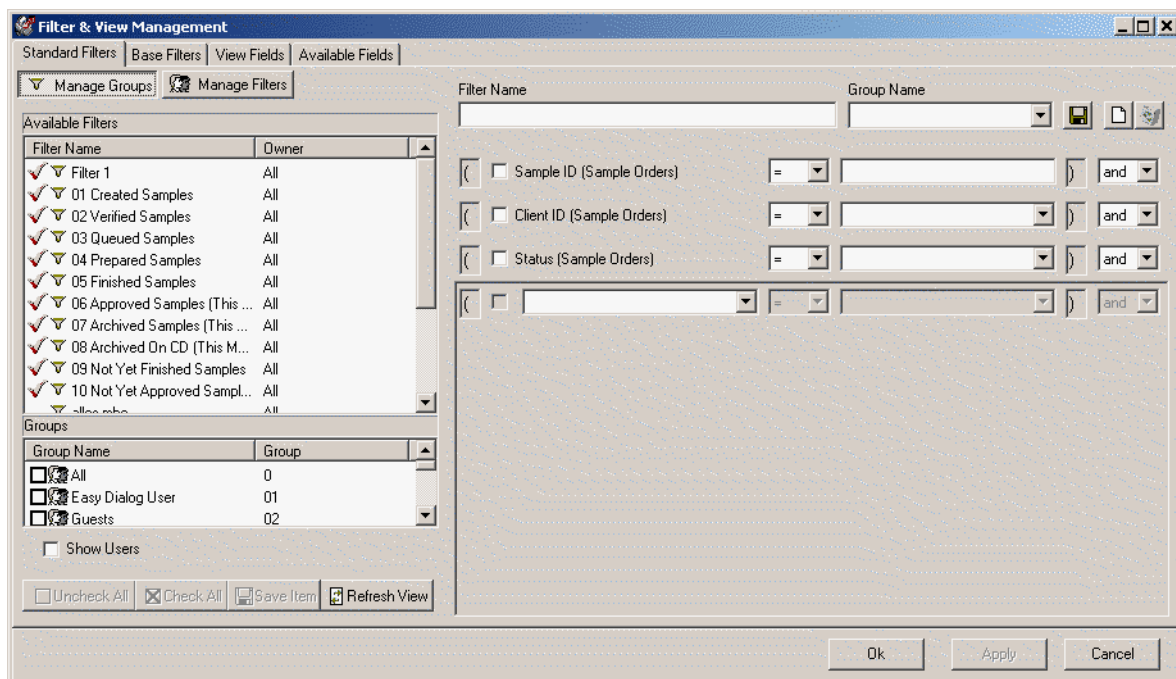 Filter & View Management
Standard Filters Base Filters View Fields Available Fields
Manage Groups Manage Filters
Filter Name Group Name
Available Filters
Filter Name Owner
Filter 1 All
01 Created Samples All
02 Verified Samples All
03 Queued Samples All
04 Prepared Samples All
05 Finished Samples All
06 Approved Samples (This ... All
07 Archived Samples (This ... All
08 Archived On CD (This M... All
09 Not Yet Finished Samples All
10 Not Yet Approved Sampl... All
All
( Sample ID (Sample Orders) = ) and
( Client ID (Sample Orders) = ) and
( Status (Sample Orders) = ) and
( = ) and
Groups
Group Name Group
All 0
Easy Dialog User 01
Guests 02
Show Users
Uncheck All Check All Save Item Refresh View
Ok Apply Cancel